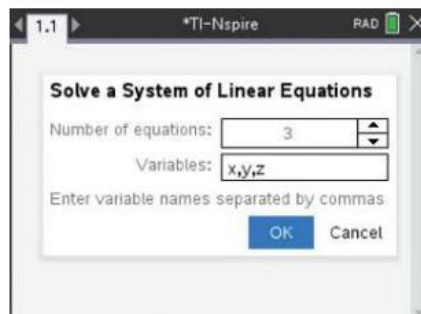 1.1 *TI-Nspire RAD
Solve a System of Linear Equations
Number of equations: 3
Variables: x,y,z
Enter variable names separated by commas
OK Cancel